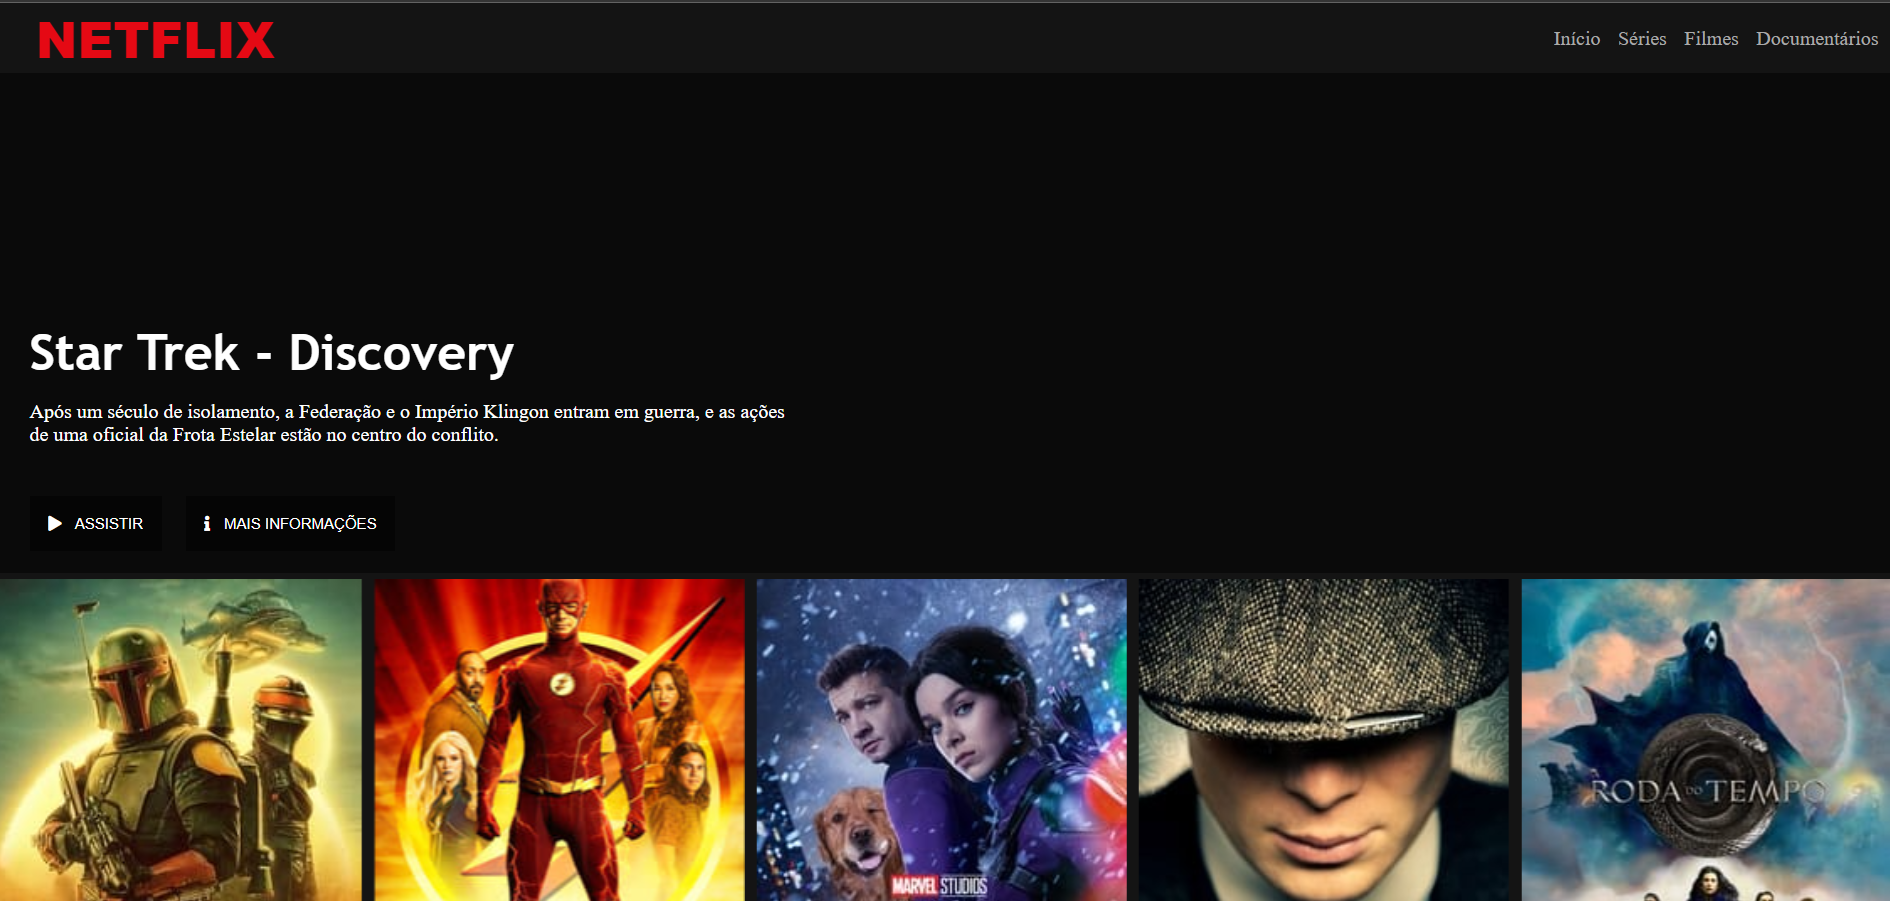 NETFLIX
Início Séries Filmes Documentários
Star Trek - Discovery
Após um século de isolamento, a Federação e o Império Klingon entram em guerra, e as ações
de uma oficial da Frota Estelar estão no centro do conflito.
ASSISTIR
MAIS INFORMAÇÕES
MARVEL STUDIOS
RODA DO TEMPO